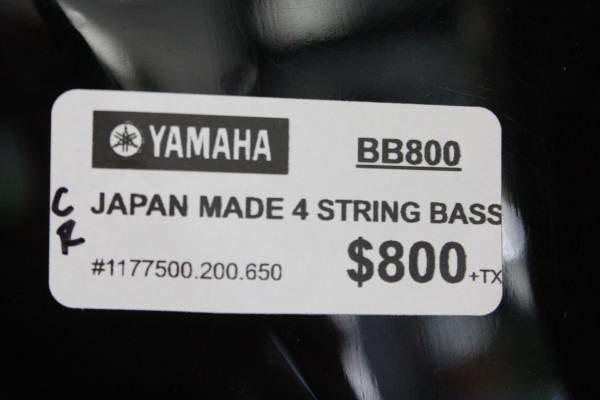 YAMAHA BB800
C JAPAN MADE 4 STRING BASS
R
#1177500.200.650 $800+TX